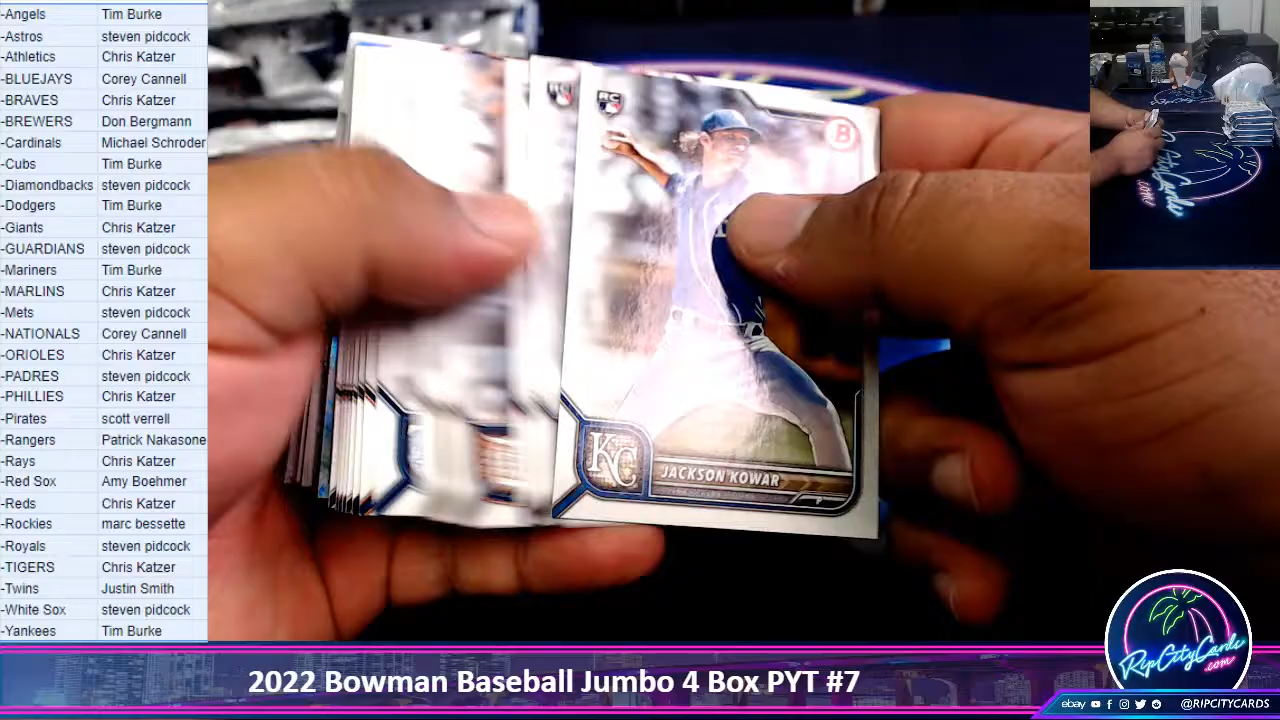 -Angels Tim Burke
-Astros steven pidcock
-Athletics Chris Katzer
-BLUEJAYS Corey Cannell
-BRAVES Chris Katzer
-BREWERS Don Bergmann
-Cardinals Michael Schroder
-Cubs Tim Burke
-Diamondbacks steven pidcock
-Dodgers Tim Burke
-Giants Chris Katzer
-GUARDIANS steven pidcock
-Mariners Tim Burke
-MARLINS Chris Katzer
-Mets steven pidcock
-NATIONALS Corey Cannell
-ORIOLES Chris Katzer
-PADRES steven pidcock
-PHILLIES Chris Katzer
-Pirates scott verrell
-Rangers Patrick Nakasone
-Rays Chris Katzer
-Red Sox Amy Boehmer
-Reds Chris Katzer
-Rockies marc bessette
-Royals steven pidcock
-TIGERS Chris Katzer
-Twins Justin Smith
-White Sox steven pidcock
-Yankees Tim Burke
RC
RC
B
KC
JACKSON KOWAR
P
RipCityCards
.com
RipCityCards
.com
2022 Bowman Baseball Jumbo 4 Box PYT #7
ebay @RIPCITYCARDS